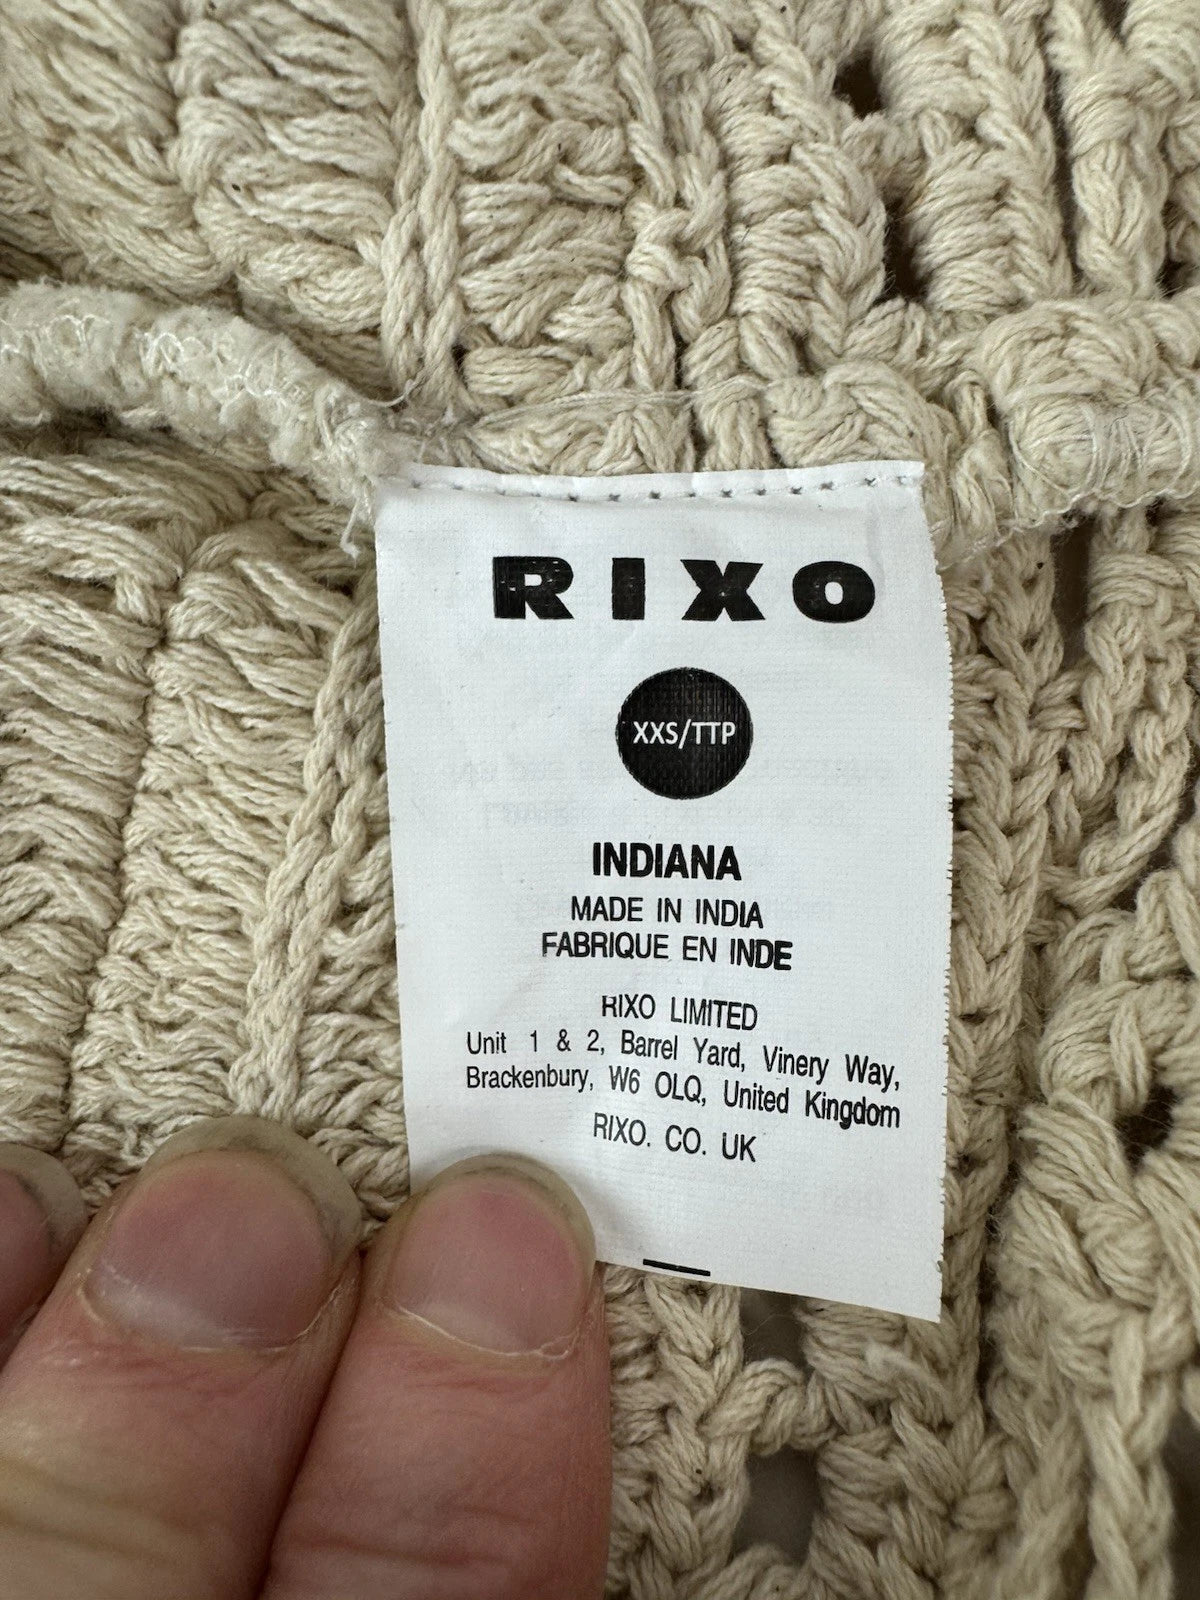 RIXO
XXS/TTP
INDIANA
MADE IN INDIA
FABRIQUE EN INDE
RIXO LIMITED
Unit 1 & 2, Barrel Yard, Vinery Way,
Brackenbury, W6 OLQ, United Kingdom
RIXO. CO. UK